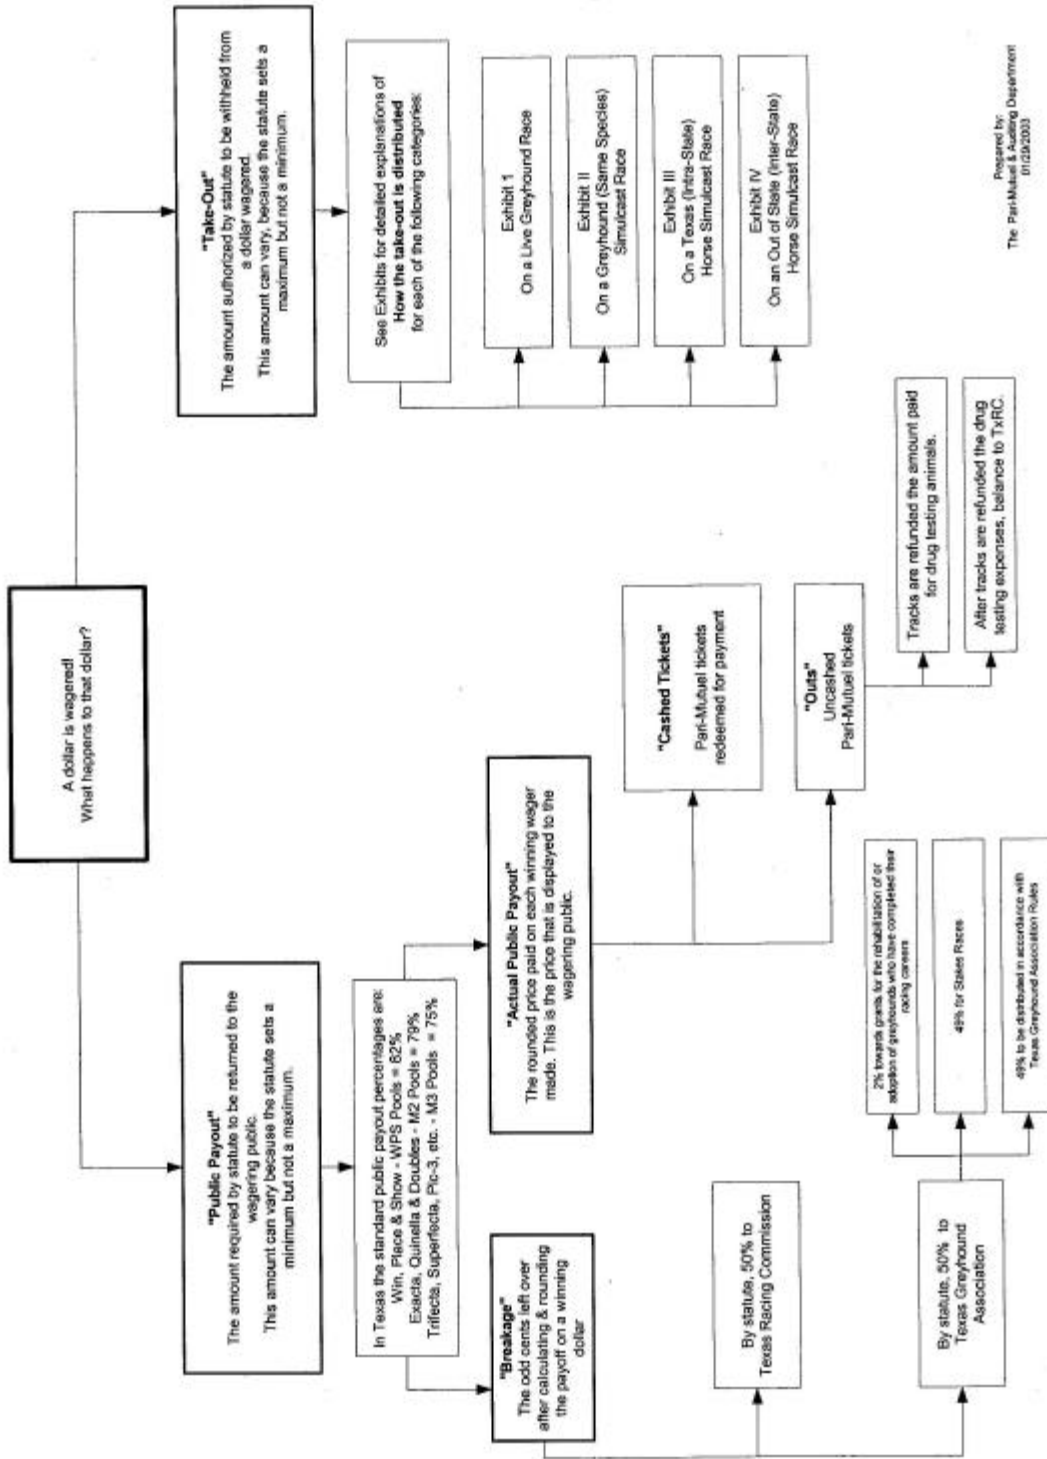 A dollar is wagered!
What happens to that dollar?
"Public Payout"
The amount required by statute to be returned to the
wagering public.
This amount can vary because the statute sets a
minimum but not a maximum.
"Take-Out"
The amount authorized by statute to be withheld from
a dollar wagered.
This amount can vary, because the statute sets a
maximum but not a minimum.
In Texas the standard public payout percentages are:
Win, Place & Show - WPS Pools = 82%
Exacta, Quinella & Doubles - M2 Pools = 79%
Trifecta, Superfecta, Pic-3, etc. - M3 Pools = 75%
See Exhibits for detailed explanations of
How the take-out is distributed
for each of the following categories:
"Breakage"
The odd cents left over
after calculating & rounding
the payoff on a winning
dollar
"Actual Public Payout"
The rounded price paid on each winning wager
made. This is the price that is displayed to the
wagering public.
Exhibit 1
On a Live Greyhound Race
Exhibit II
On a Greyhound (Same Species)
Simulcast Race
Exhibit III
On a Texas (Intra-State)
Horse Simulcast Race
Exhibit IV
On an Out of State (Inter-State)
Horse Simulcast Race
"Cashed Tickets"
Pari-Mutuel tickets
redeemed for payment
"Outs"
Uncashed
Pari-Mutuel tickets
By statute, 50% to
Texas Racing Commission
By statute, 50% to
Texas Greyhound
Association
2% towards grants for the rehabilitation of or
adoption of greyhounds who have completed their
racing careers
49% for Stakes Races
49% to be distributed in accordance with
Texas Greyhound Association Rules
Tracks are refunded the amount paid
for drug testing animals.
After tracks are refunded the drug
testing expenses, balance to TxRC.
Prepared by:
The Pari-Mutuel & Auditing Department
01/29/2003